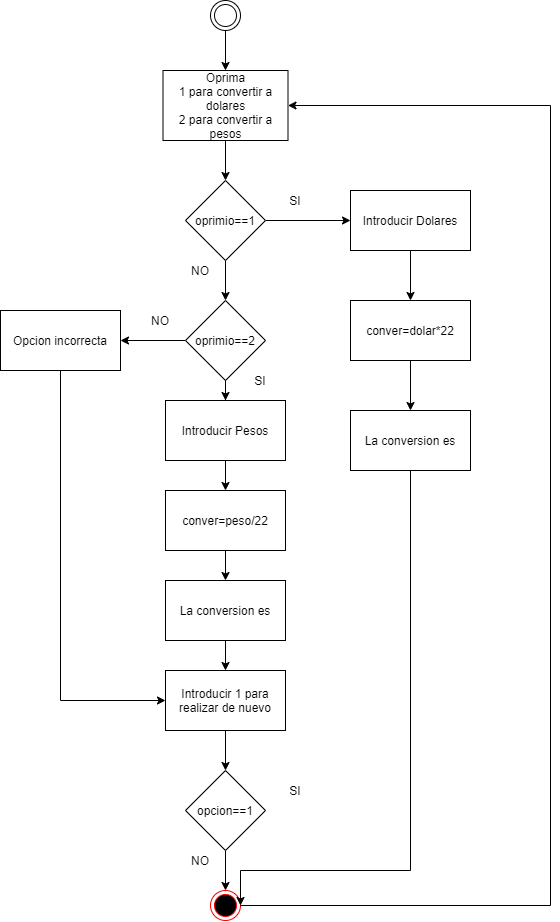 Oprima
1 para convertir a
dolares
2 para convertir a
pesos
oprimio==1
SI
Introducir Dolares
NO
conver=dolar*22
oprimio==2
NO
Opcion incorrecta
SI
Introducir Pesos
La conversion es
conver=peso/22
La conversion es
Introducir 1 para
realizar de nuevo
opcion==1
SI
NO